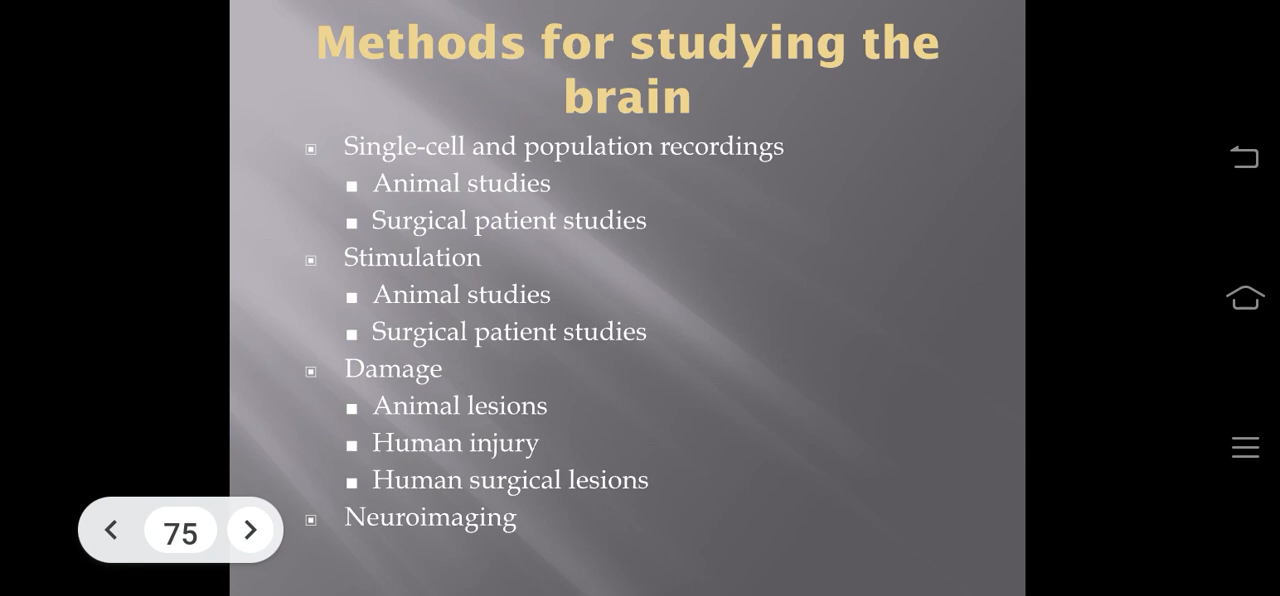 Methods for studying the
brain
Single-cell and population recordings
Animal studies
Surgical patient studies
Stimulation
Animal studies
Surgical patient studies
Damage
Animal lesions
Human injury
Human surgical lesions
Neuroimaging
75